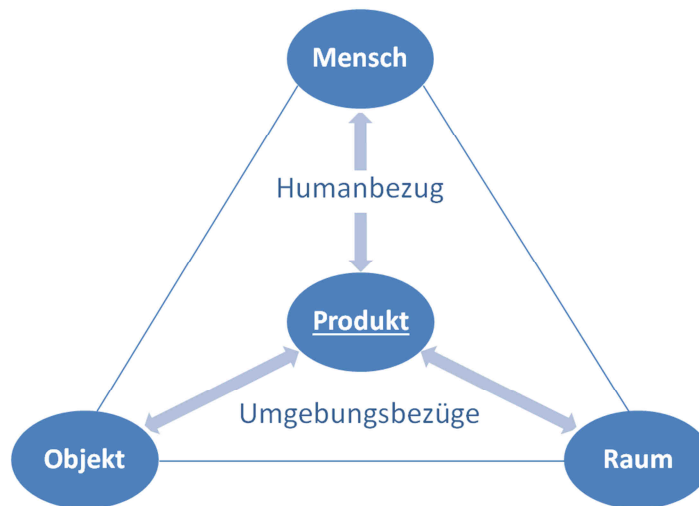 Mensch
Humanbezug
Produkt
Umgebungsbezüge
Objekt
Raum